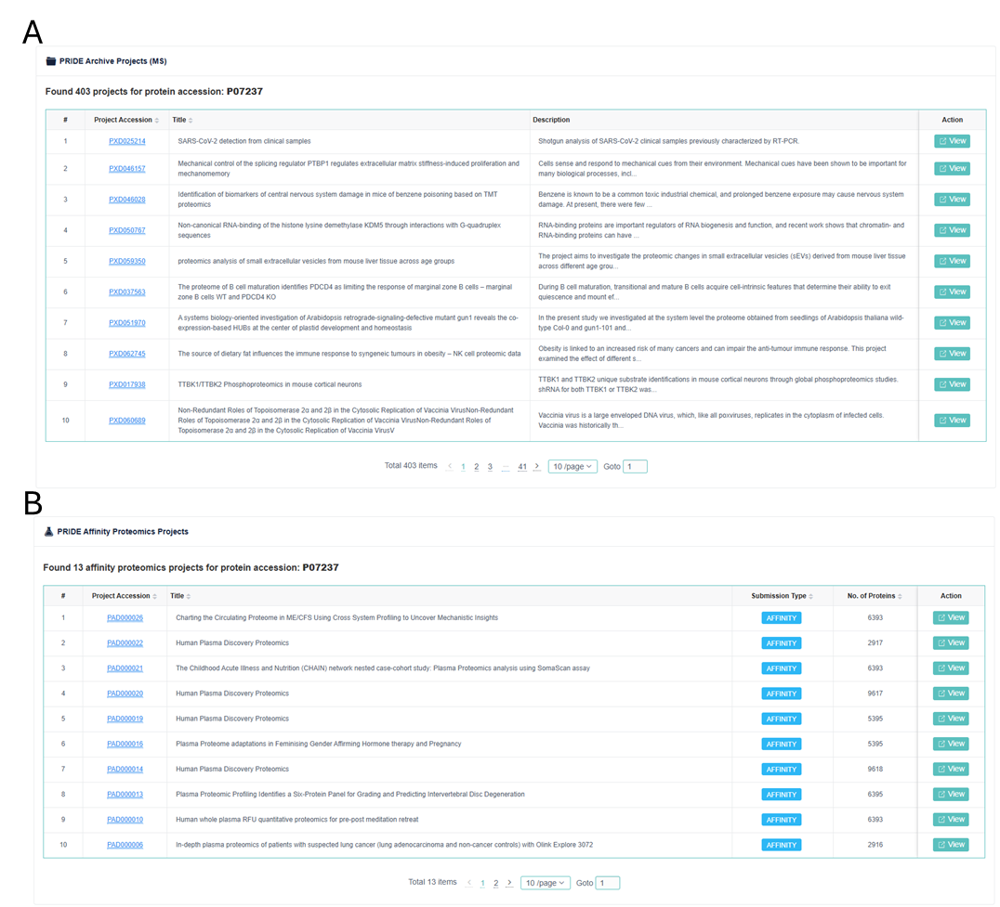 A
PRIDE Archive Projects (MS)
Found 403 projects for protein accession: P07237
# Project Accession Title Description Action
1 PXD025214 SARS-CoV-2 detection from clinical samples Shotgun analysis of SARS-CoV-2 clinical samples previously characterized by RT-PCR. View
2 PXD046157 Mechanical control of the splicing regulator PTBP1 regulates extracellular matrix stiffness-induced proliferation and
mechanomemory
Cells sense and respond to mechanical cues from their environment. Mechanical cues have been shown to be important for
many biological processes, incl...
View
3 PXD046028 Identification of biomarkers of central nervous system damage in mice of benzene poisoning based on TMT
proteomics
Benzene is known to be a common toxic industrial chemical, and prolonged benzene exposure may cause nervous system
damage. At present, there were few ...
View
4 PXD050767 Non-canonical RNA-binding of the histone lysine demethylase KDM5 through interactions with G-quadruplex
sequences
RNA-binding proteins are important regulators of RNA biogenesis and function, and recent work shows that chromatin- and
RNA-binding proteins can have ...
View
5 PXD059350 proteomics analysis of small extracellular vesicles from mouse liver tissue across age groups
The project aims to investigate the proteomic changes in small extracellular vesicles (sEVs) derived from mouse liver tissue
across different age grou...
View
6 PXD037563 The proteome of B cell maturation identifies PDCD4 as limiting the response of marginal zone B cells – marginal
zone B cells WT and PDCD4 KO
During B cell maturation, transitional and mature B cells acquire cell-intrinsic features that determine their ability to exit
quiescence and mount ef...
View
7 PXD051970 A systems biology-oriented investigation of Arabidopsis retrograde-signaling-defective mutant gun1 reveals the co-
expression-based HUBs at the center of plastid development and homeostasis
In the present study we investigated at the system level the proteome obtained from seedlings of Arabidopsis thaliana wild-
type Col-0 and gun1-101 and...
View
8 PXD062745 The source of dietary fat influences the immune response to syngeneic tumours in obesity – NK cell proteomic data
Obesity is linked to an increased risk of many cancers and can impair the anti-tumour immune response. This project
examined the effect of different s...
View
9 PXD017938 TTBK1/TTBK2 Phosphoproteomics in mouse cortical neurons
TTBK1 and TTBK2 unique substrate identifications in mouse cortical neurons through global phosphoproteomics studies.
shRNA for both TTBK1 or TTBK2 was...
View
10 PXD060689 Non-Redundant Roles of Topoisomerase 2α and 2β in the Cytosolic Replication of Vaccinia VirusNon-Redundant
Roles of Topoisomerase 2α and 2β in the Cytosolic Replication of Vaccinia VirusNon-Redundant Roles of
Topoisomerase 2α and 2β in the Cytosolic Replication of Vaccinia VirusV
Vaccinia virus is a large enveloped DNA virus, which, like all poxviruses, replicates in the cytoplasm of infected cells.
Vaccinia was historically th...
View
Total 403 items < 1 2 3 ... 41 > 10 /page Goto 1
B
PRIDE Affinity Proteomics Projects
Found 13 affinity proteomics projects for protein accession: P07237
# Project Accession Title Submission Type No. of Proteins Action
1 PAD000026 Charting the Circulating Proteome in ME/CFS Using Cross System Profiling to Uncover Mechanistic Insights AFFINITY 6393 View
2 PAD000022 Human Plasma Discovery Proteomics AFFINITY 2917 View
3 PAD000021 The Childhood Acute Illness and Nutrition (CHAIN) network nested case-cohort study: Plasma Proteomics analysis using SomaScan assay AFFINITY 6393 View
4 PAD000020 Human Plasma Discovery Proteomics AFFINITY 9617 View
5 PAD000019 Human Plasma Discovery Proteomics AFFINITY 5395 View
6 PAD000016 Plasma Proteome adaptations in Feminising Gender Affirming Hormone therapy and Pregnancy AFFINITY 5395 View
7 PAD000014 Human Plasma Discovery Proteomics AFFINITY 9618 View
8 PAD000013 Plasma Proteomic Profiling Identifies a Six-Protein Panel for Grading and Predicting Intervertebral Disc Degeneration AFFINITY 6395 View
9 PAD000010 Human whole plasma RFU quantitative proteomics for pre-post meditation retreat AFFINITY 6393 View
10 PAD000006 In-depth plasma proteomics of patients with suspected lung cancer (lung adenocarcinoma and non-cancer controls) with Olink Explore 3072 AFFINITY 2916 View
Total 13 items < 1 2 > 10 /page Goto 1